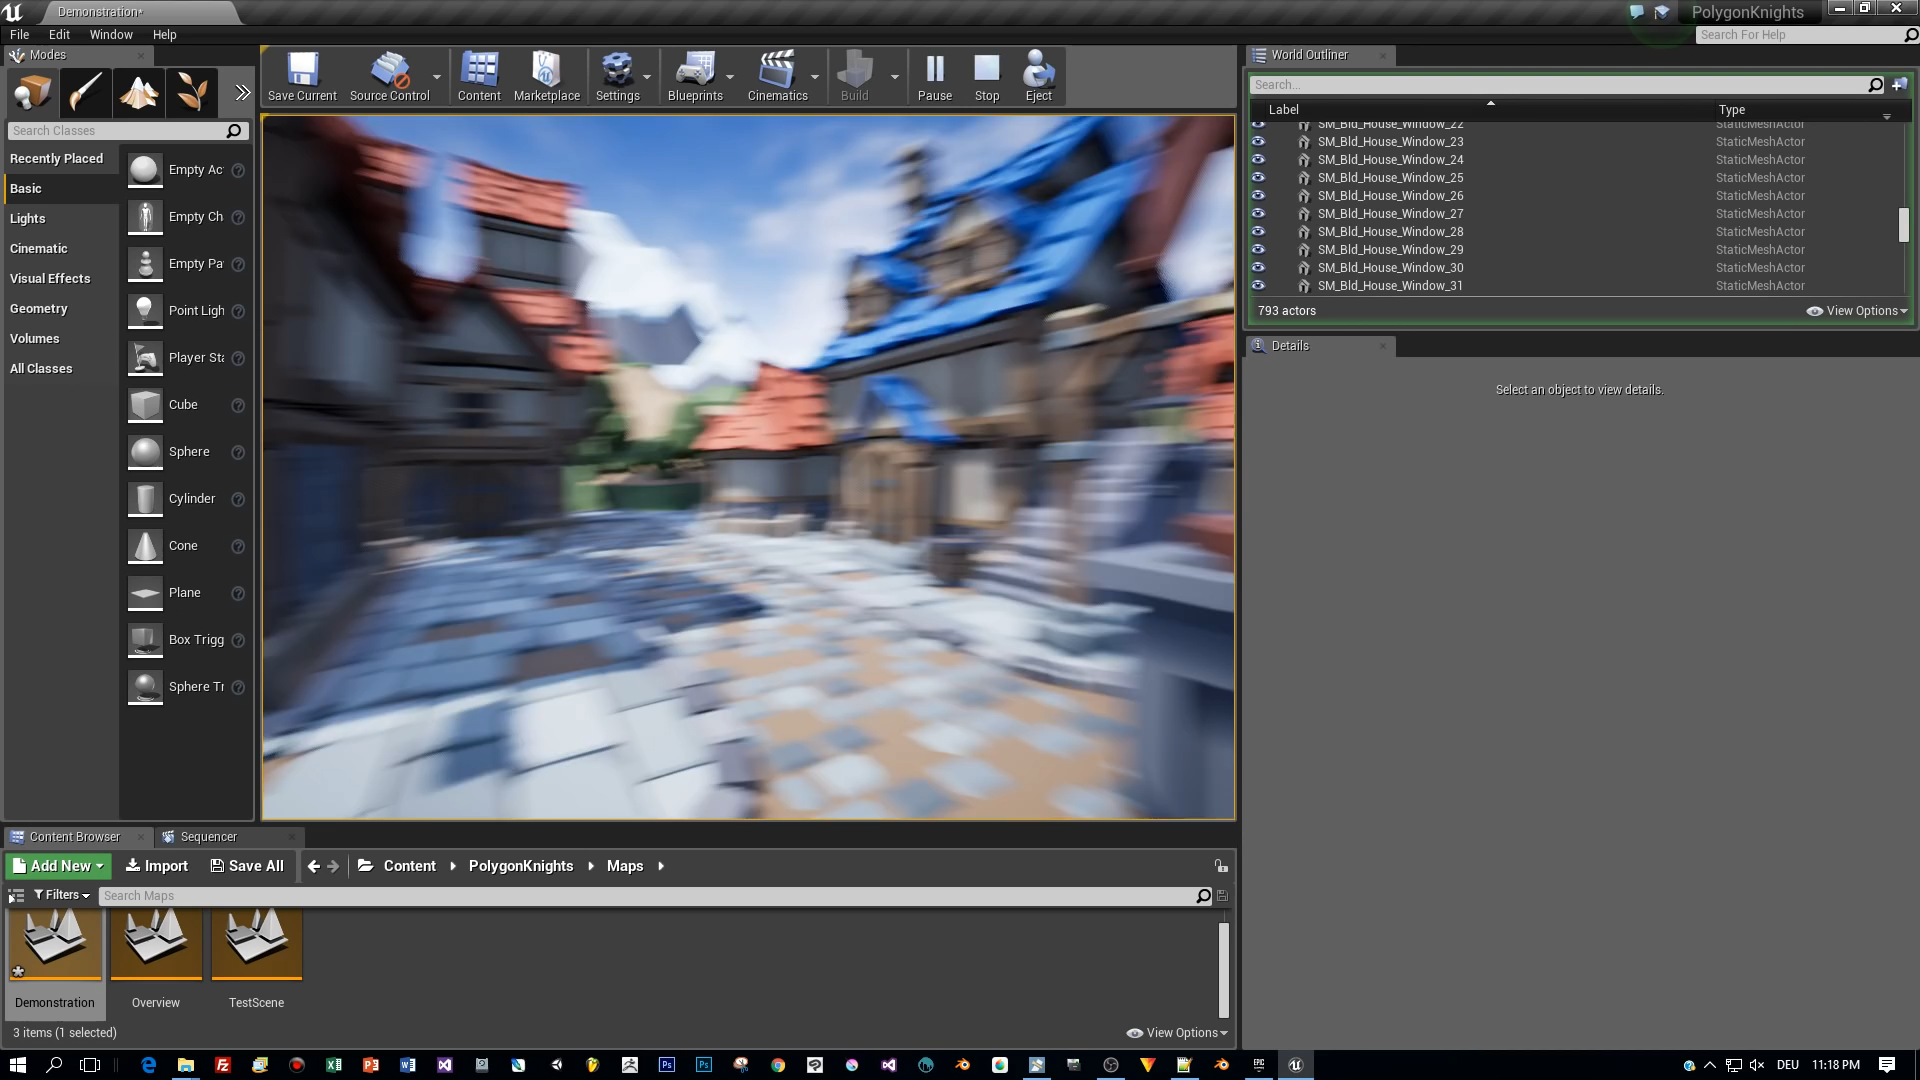 Demonstration*
PolygonKnights
File Edit Window Help
Search For Help
Modes
Save Current
Source Control
Content
Marketplace
Settings
Blueprints
Cinematics
Build
Pause
Stop
Eject
Search Classes
Recently Placed
Basic
Lights
Cinematic
Visual Effects
Geometry
Volumes
All Classes
Empty Ac
Empty Ch
Empty Pa
Point Ligh
Player Sta
Cube
Sphere
Cylinder
Cone
Plane
Box Trigg
Sphere Tr
World Outliner
Search...
Label Type
SM_Bld_House_Window_22 StaticMeshActor
SM_Bld_House_Window_23 StaticMeshActor
SM_Bld_House_Window_24 StaticMeshActor
SM_Bld_House_Window_25 StaticMeshActor
SM_Bld_House_Window_26 StaticMeshActor
SM_Bld_House_Window_27 StaticMeshActor
SM_Bld_House_Window_28 StaticMeshActor
SM_Bld_House_Window_29 StaticMeshActor
SM_Bld_House_Window_30 StaticMeshActor
SM_Bld_House_Window_31 StaticMeshActor
793 actors
View Options
Details
Select an object to view details.
Content Browser
Sequencer
Add New
Import
Save All
Content
PolygonKnights
Maps
Filters
Search Maps
Demonstration
Overview
TestScene
3 items (1 selected)
View Options
DEU 11:18 PM